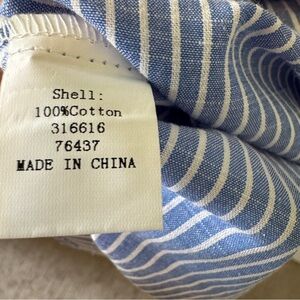 Shell:
100%Cotton
316616
76437
MADE IN CHINA